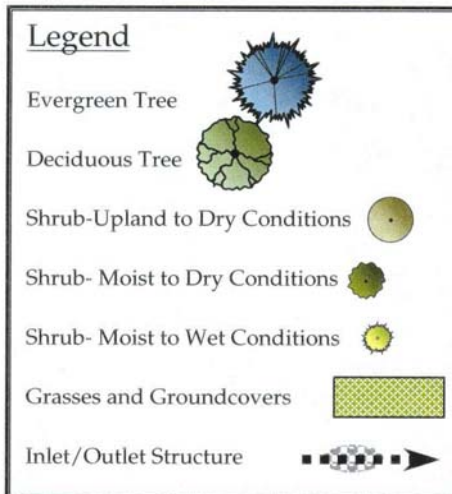 Legend
Evergreen Tree
Deciduous Tree
Shrub-Upland to Dry Conditions
Shrub- Moist to Dry Conditions
Shrub- Moist to Wet Conditions
Grasses and Groundcovers
Inlet/Outlet Structure